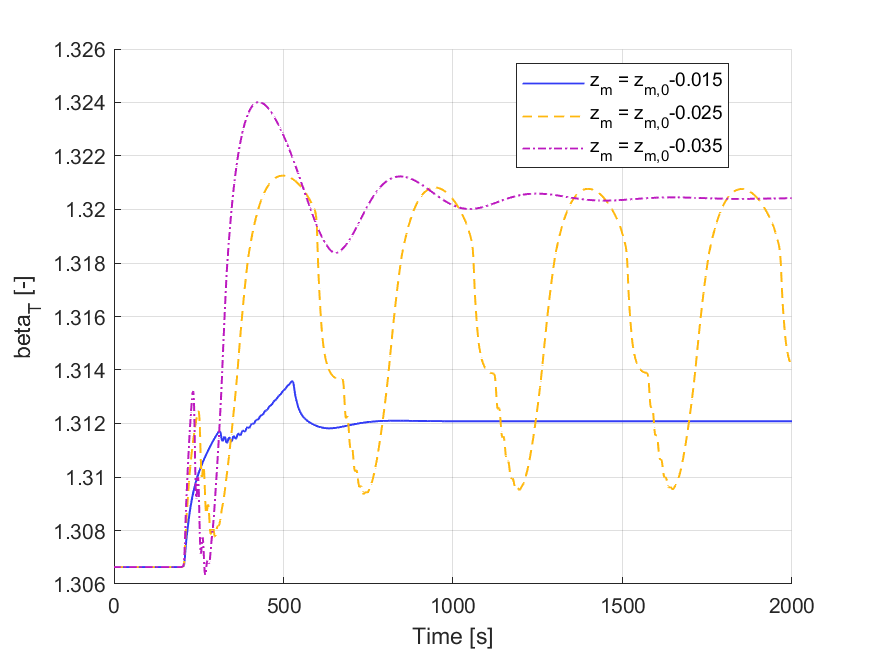 1.326
1.324
1.322
1.32
1.318
1.316
1.314
1.312
1.31
1.308
1.306
beta_T [-]
z_m = z_m,0-0.015
z_m = z_m,0-0.025
z_m = z_m,0-0.035
0 500 1000 1500 2000
Time [s]